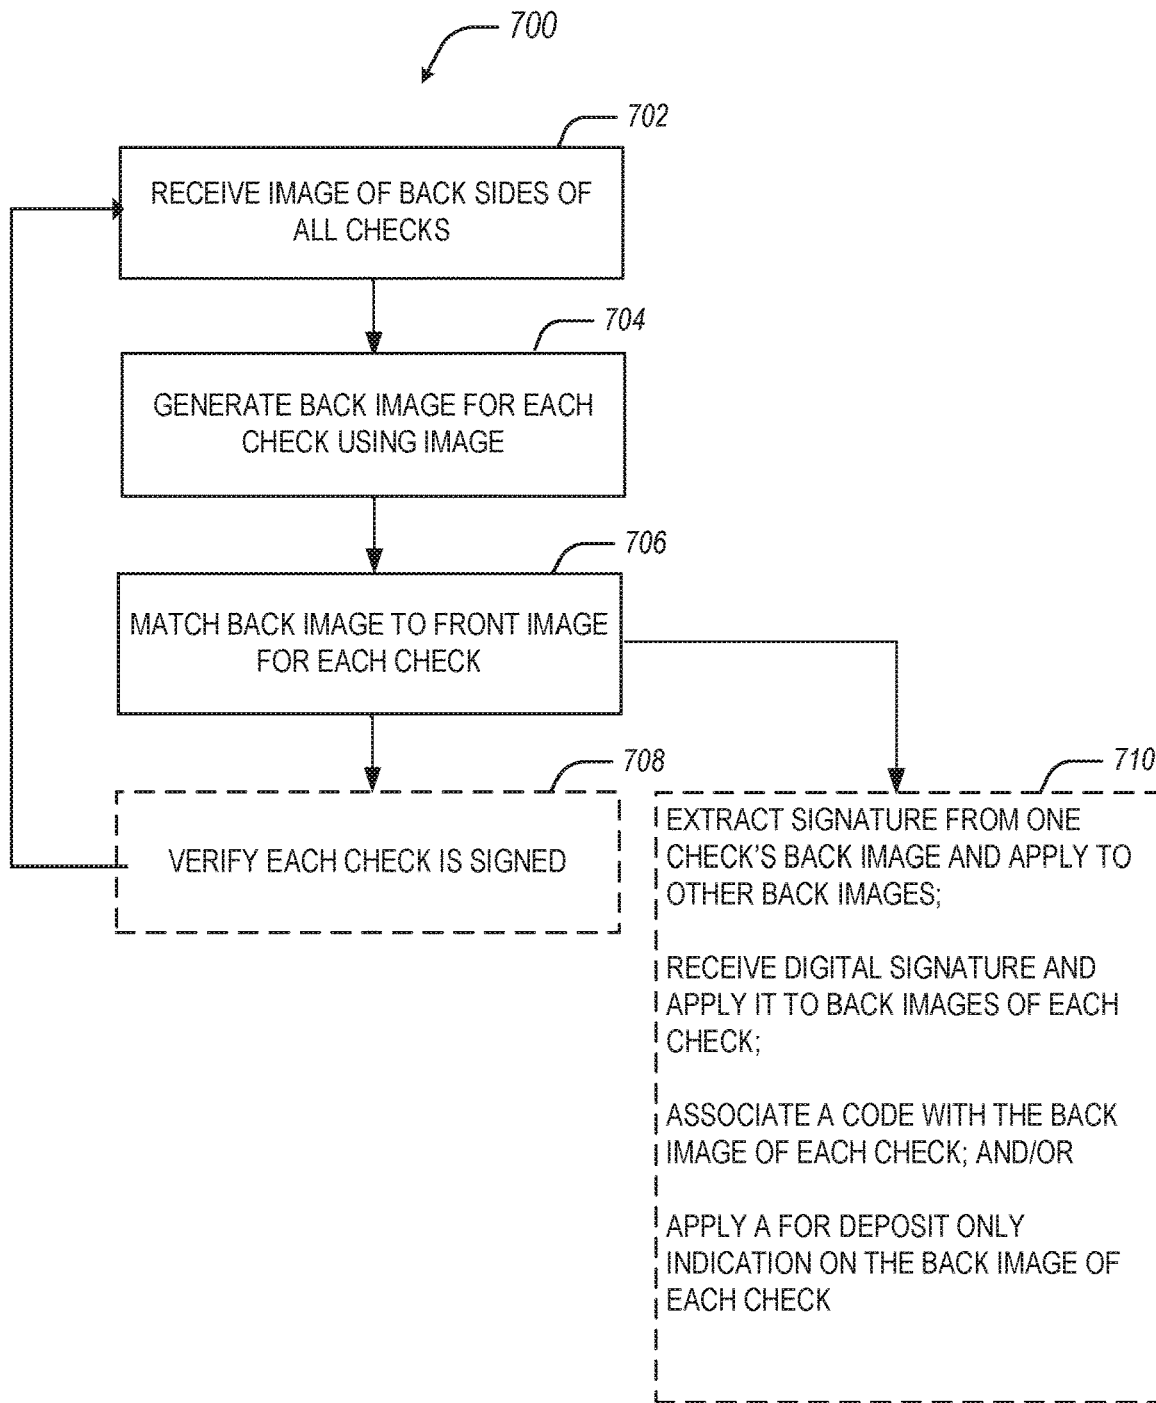 700
702
RECEIVE IMAGE OF BACK SIDES OF
ALL CHECKS
704
GENERATE BACK IMAGE FOR EACH
CHECK USING IMAGE
706
MATCH BACK IMAGE TO FRONT IMAGE
FOR EACH CHECK
708
VERIFY EACH CHECK IS SIGNED
710
EXTRACT SIGNATURE FROM ONE
CHECK'S BACK IMAGE AND APPLY TO
OTHER BACK IMAGES;
RECEIVE DIGITAL SIGNATURE AND
APPLY IT TO BACK IMAGES OF EACH
CHECK;
ASSOCIATE A CODE WITH THE BACK
IMAGE OF EACH CHECK; AND/OR
APPLY A FOR DEPOSIT ONLY
INDICATION ON THE BACK IMAGE OF
EACH CHECK